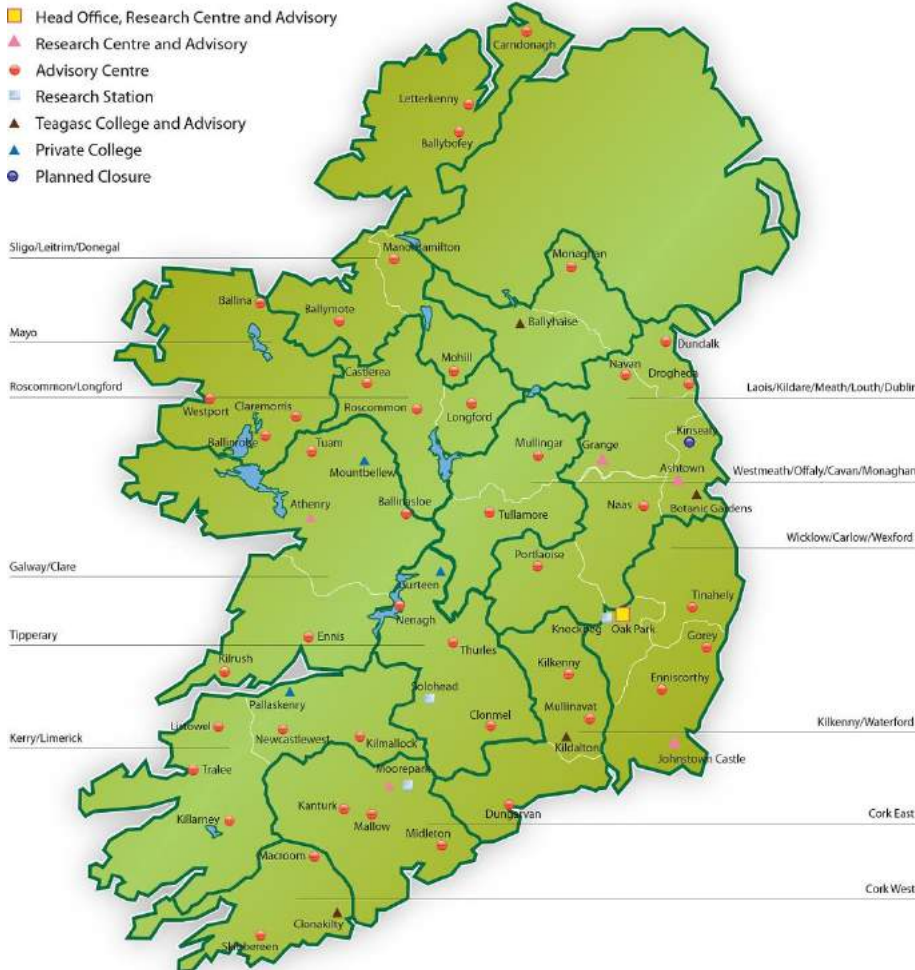 Head Office, Research Centre and Advisory
Research Centre and Advisory
Advisory Centre
Research Station
Teagasc College and Advisory
Private College
Planned Closure
Carndonagh
Letterkenny
Ballybofey
Sligo/Leitrim/Donegal
Manorhamilton
Monaghan
Ballina
Ballymote
Ballyhaise
Mayo
Dundalk
Mohill
Navan
Castlerea
Drogheda
Roscommon/Longford
Laois/Kildare/Meath/Louth/Dublin
Westport
Claremorris
Roscommon
Longford
Ballinrobe
Tuam
Mullingar
Grange
Kinsealy
Mountbellew
Ashtown
Westmeath/Offaly/Cavan/Monaghan
Athenry
Ballinasloe
Tullamore
Naas
Botanic Gardens
Wicklow/Carlow/Wexford
Portlaoise
Galway/Clare
Gurteen
Tinahely
Nenagh
Knockbeg
Oak Park
Tipperary
Ennis
Thurles
Gorey
Kilrush
Kilkenny
Solohead
Enniscorthy
Pallaskenry
Mullinavat
Clonmel
Kilkenny/Waterford
Listowel
Newcastlewest
Kilmallock
Kildalton
Kerry/Limerick
Johnstown Castle
Tralee
Moorepark
Kanturk
Mallow
Dungarvan
Cork East
Killarney
Midleton
Macroom
Cork West
Clonakilty
Skibbereen